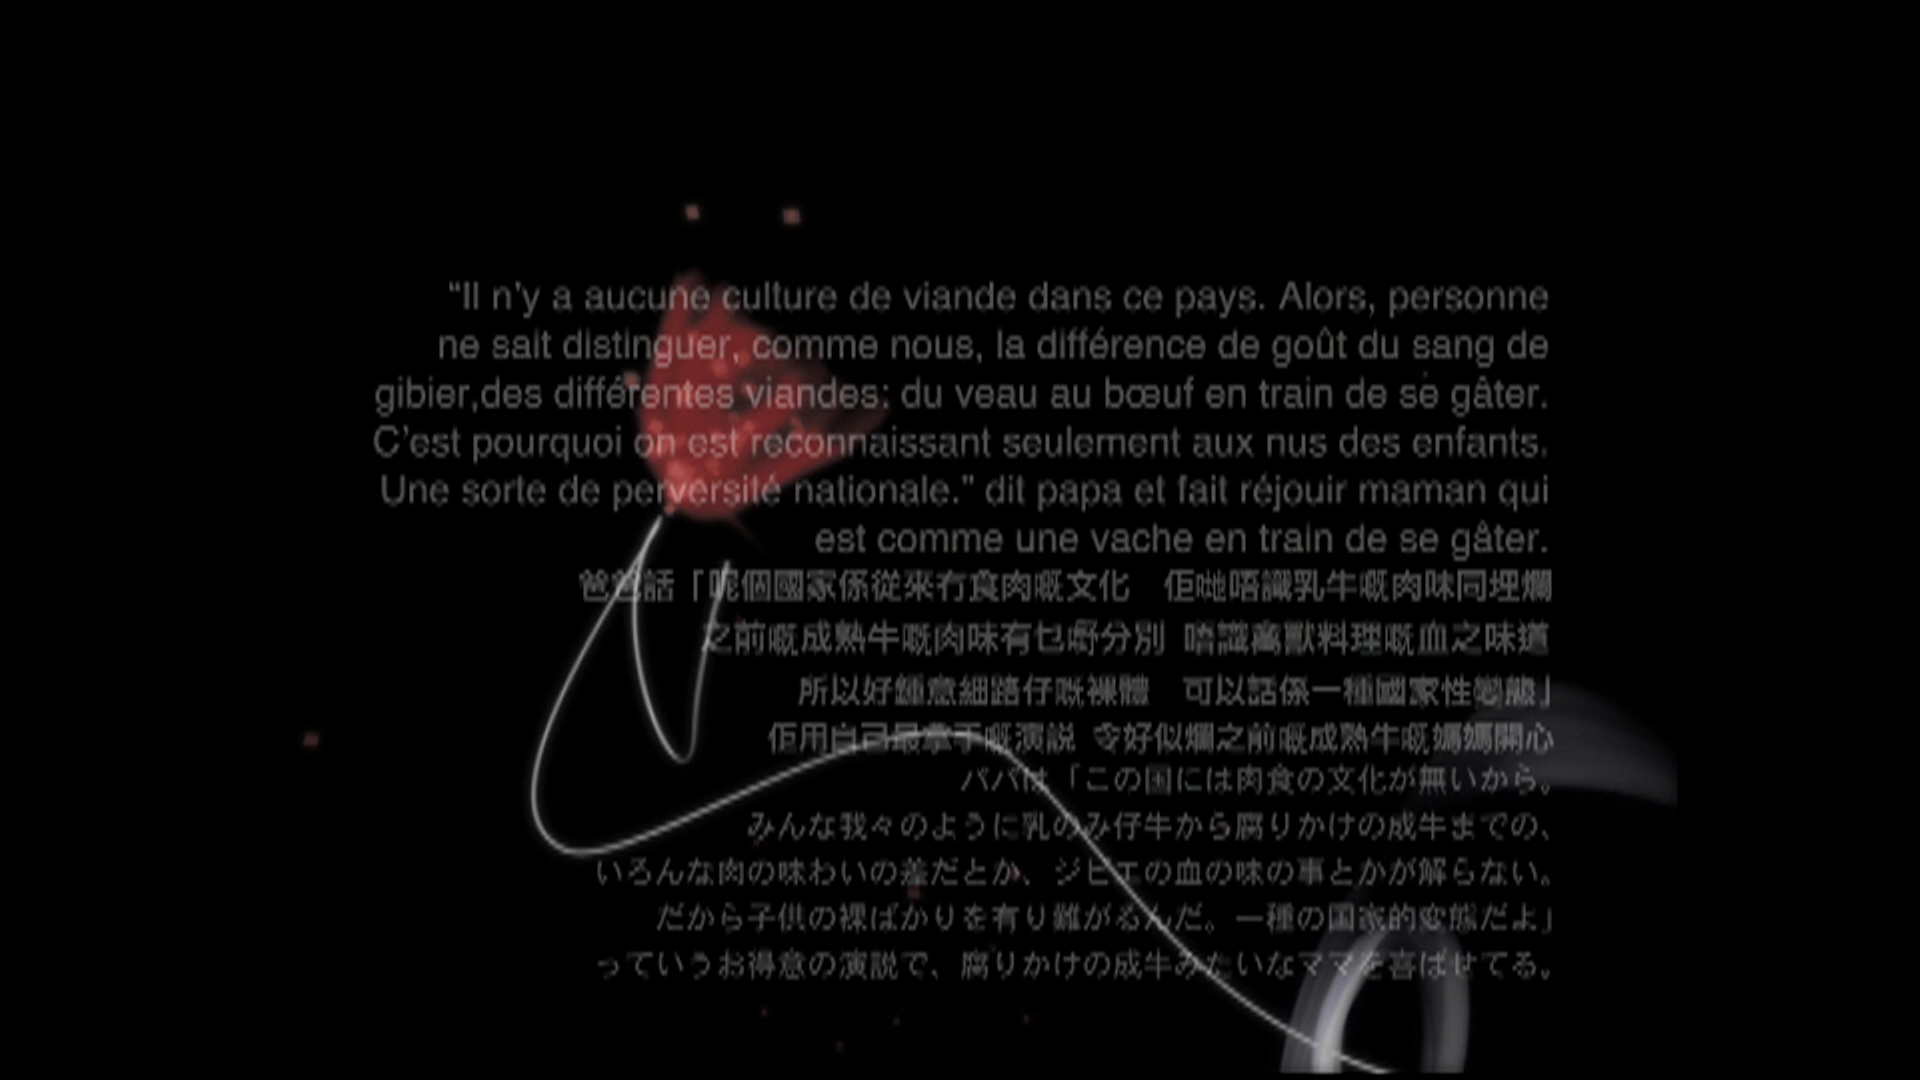 “Il n’y a aucune culture de viande dans ce pays. Alors, personne
ne sait distinguer, comme nous, la différence de goût du sang de
gibier,des différentes viandes: du veau au bœuf en train de se gâter.
C’est pourquoi on est reconnaissant seulement aux nus des enfants.
Une sorte de perversité nationale.” dit papa et fait réjouir maman qui
est comme une vache en train de se gâter.
爸爸話「呢個國家係從來冇食肉嘅文化　佢哋唔識乳牛嘅肉味同埋爛
之前嘅成熟牛嘅肉味有乜嘢分別 唔識禽獸料理嘅血之味道
所以好鍾意細路仔嘅裸體　可以話係一種國家性變態」
佢用自己最拿手嘅演説 令好似爛之前嘅成熟牛嘅媽媽開心
パパは「この国には肉食の文化が無いから。
みんな我々のように乳のみ仔牛から腐りかけの成牛までの、
いろんな肉の味わいの差だとか、ジビエの血の味の事とかが解らない。
だから子供の裸ばかりを有り難がるんだ。一種の国家的変態だよ」
っていうお得意の演説で、腐りかけの成牛みたいなママを喜ばせてる。